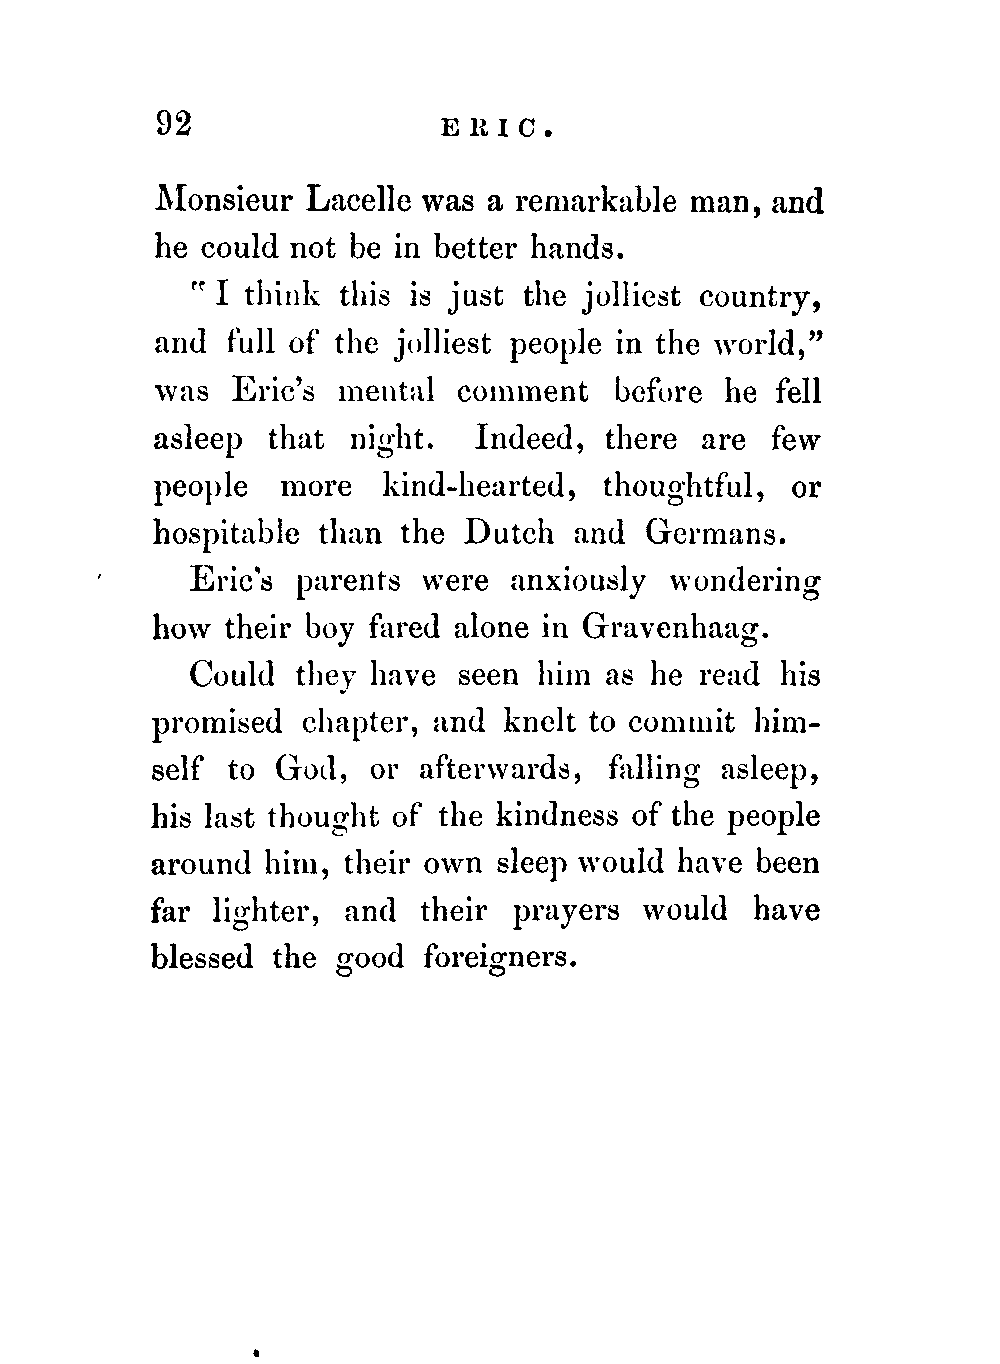 92 ERIC.
Monsieur Lacelle was a remarkable man, and
he could not be in better hands.
"I think this is just the jolliest country,
and full of the jolliest people in the world,"
was Eric's mental comment before he fell
asleep that night. Indeed, there are few
people more kind-hearted, thoughtful, or
hospitable than the Dutch and Germans.
Eric's parents were anxiously wondering
how their boy fared alone in Gravenhaag.
Could they have seen him as he read his
promised chapter, and knelt to commit him-
self to God, or afterwards, falling asleep,
his last thought of the kindness of the people
around him, their own sleep would have been
far lighter, and their prayers would have
blessed the good foreigners.